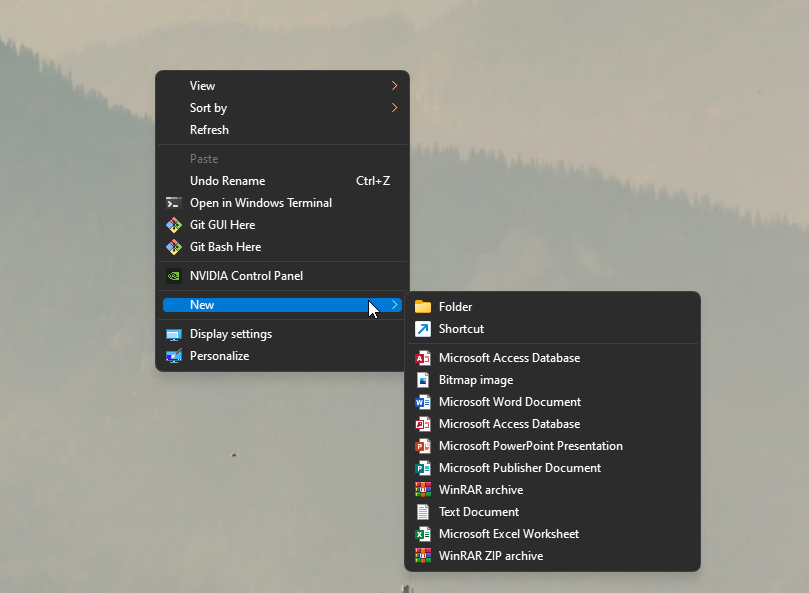 View
Sort by
Refresh
Paste
Undo Rename Ctrl+Z
Open in Windows Terminal
Git GUI Here
Git Bash Here
NVIDIA Control Panel
New
Display settings
Personalize
Folder
Shortcut
Microsoft Access Database
Bitmap image
Microsoft Word Document
Microsoft Access Database
Microsoft PowerPoint Presentation
Microsoft Publisher Document
WinRAR archive
Text Document
Microsoft Excel Worksheet
WinRAR ZIP archive